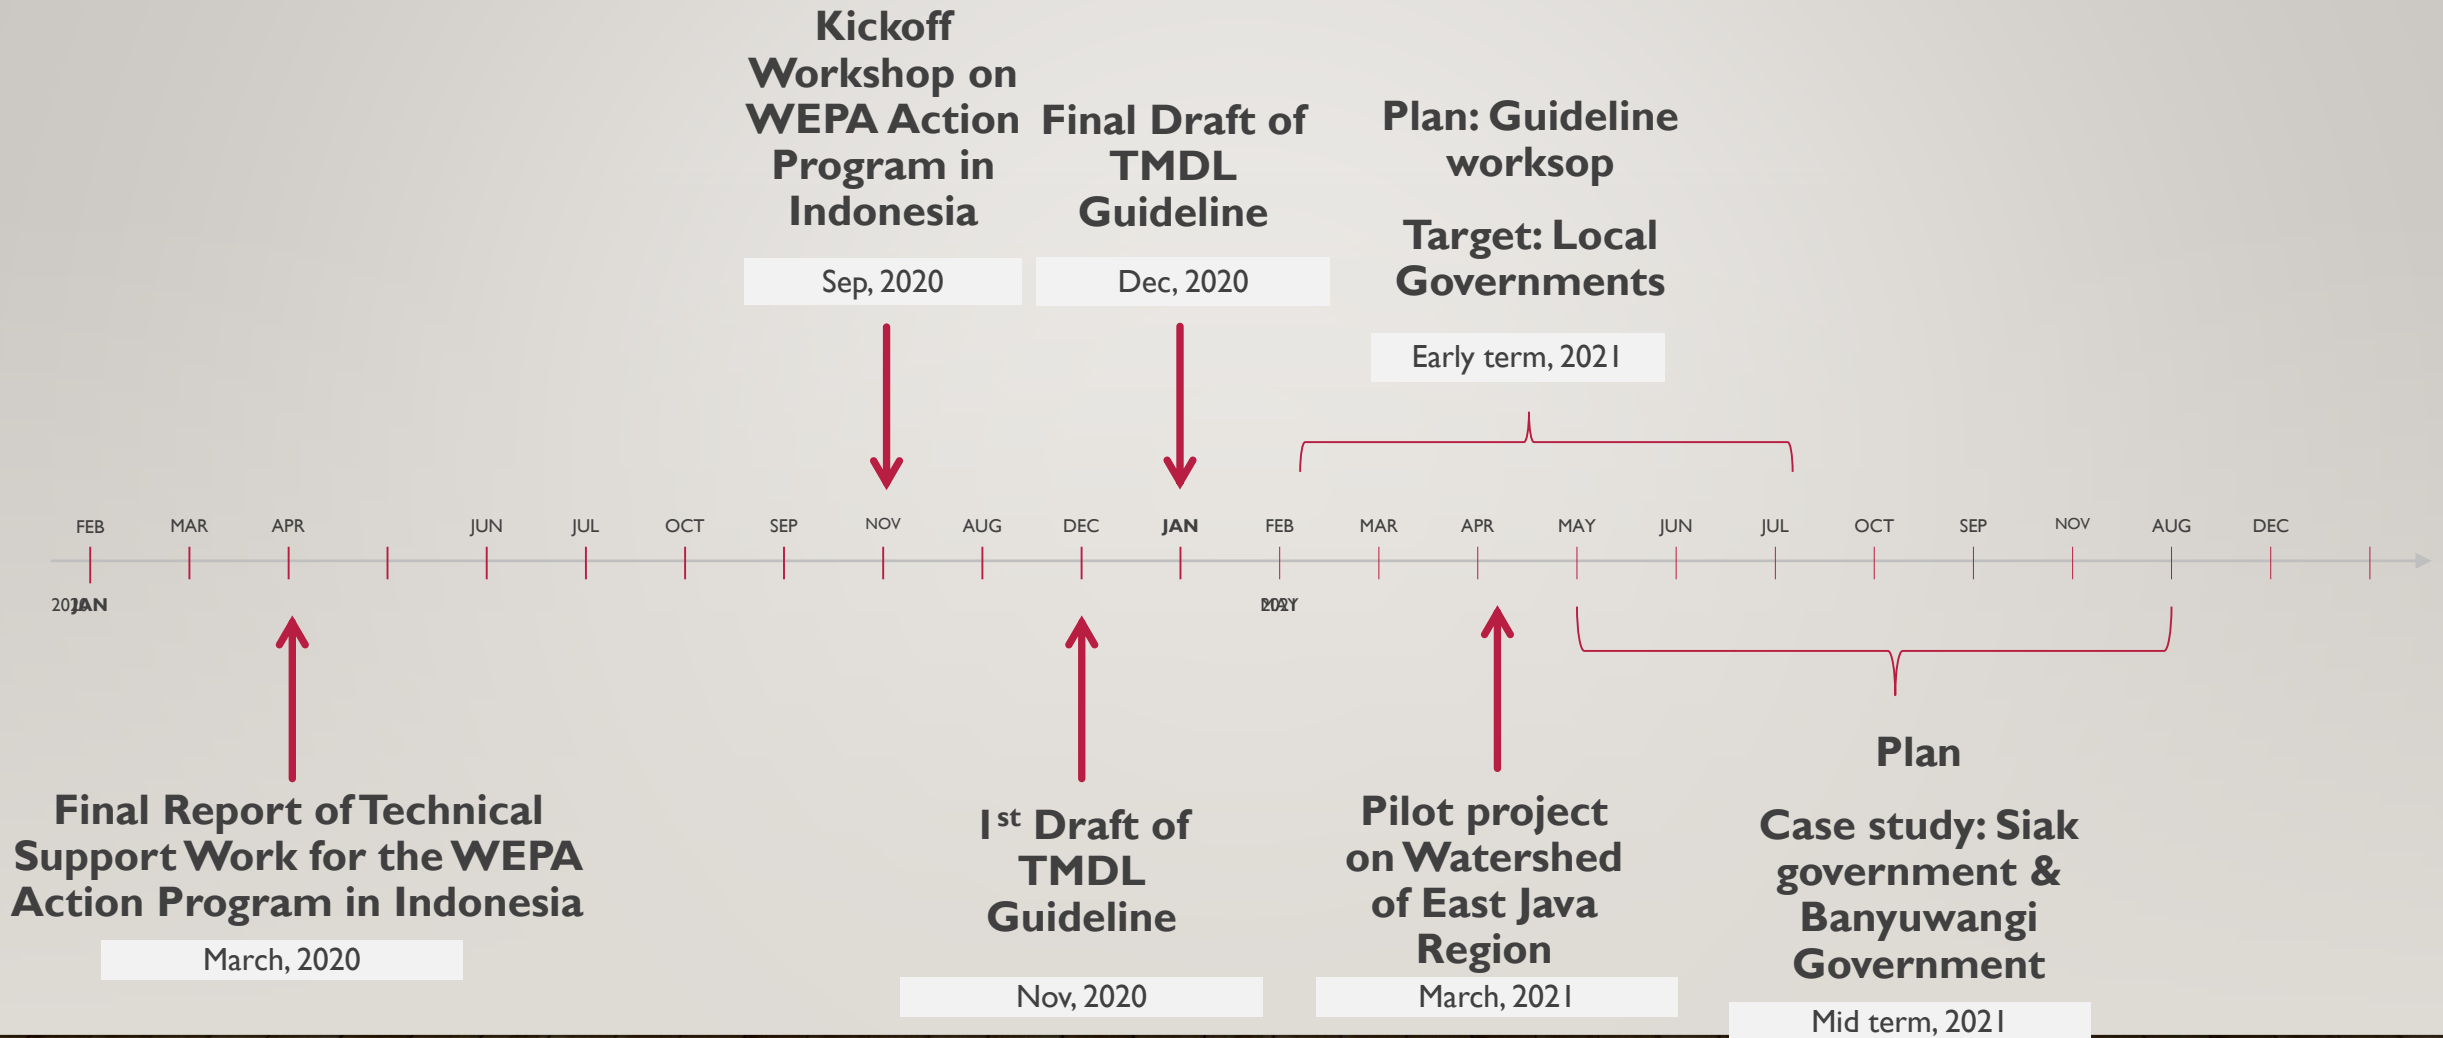 Kickoff
Workshop on
WEPA Action
Program in
Indonesia
Sep, 2020
Final Draft of
TMDL
Guideline
Dec, 2020
Plan: Guideline
worksop
Target: Local
Governments
Early term, 2021
FEB MAR APR JUN JUL OCT SEP NOV AUG DEC JAN FEB MAR APR MAY JUN JUL OCT SEP NOV AUG DEC
2020 JAN MAY 2021
Final Report of Technical
Support Work for the WEPA
Action Program in Indonesia
March, 2020
1st Draft of
TMDL
Guideline
Nov, 2020
Pilot project
on Watershed
of East Java
Region
March, 2021
Plan
Case study: Siak
government &
Banyuwangi
Government
Mid term, 2021